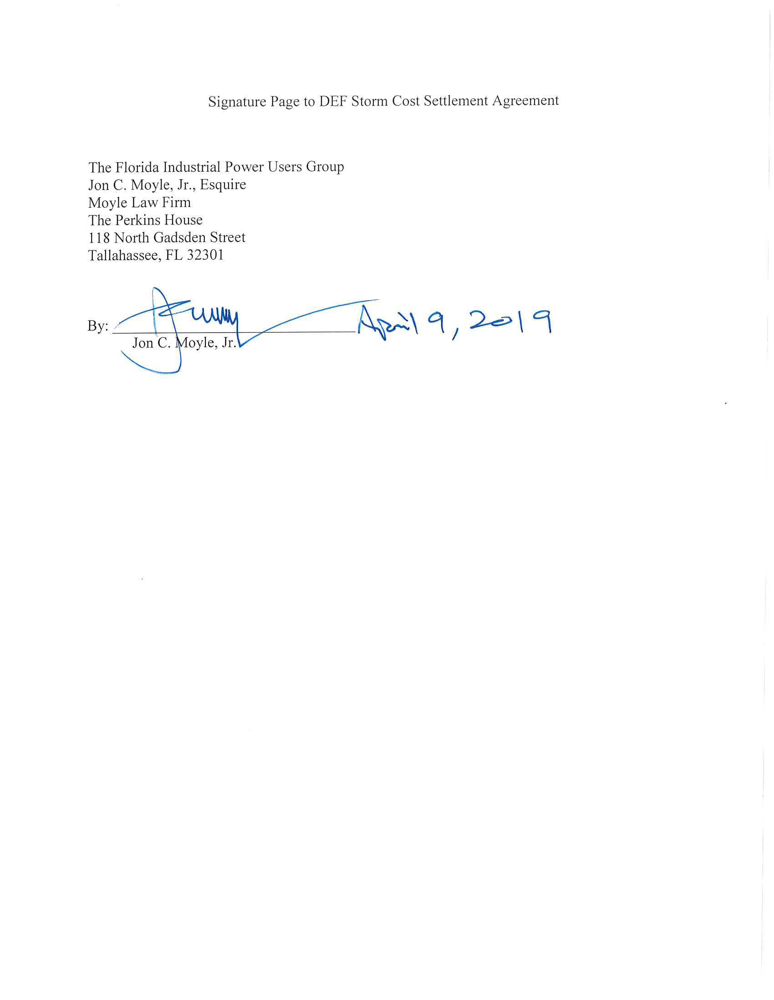 Signature Page to DEF Storm Cost Settlement Agreement
The Florida Industrial Power Users Group
Jon C. Moyle, Jr., Esquire
Moyle Law Firm
The Perkins House
118 North Gadsden Street
Tallahassee, FL 32301
By: April 9, 2019
Jon C. Moyle, Jr.